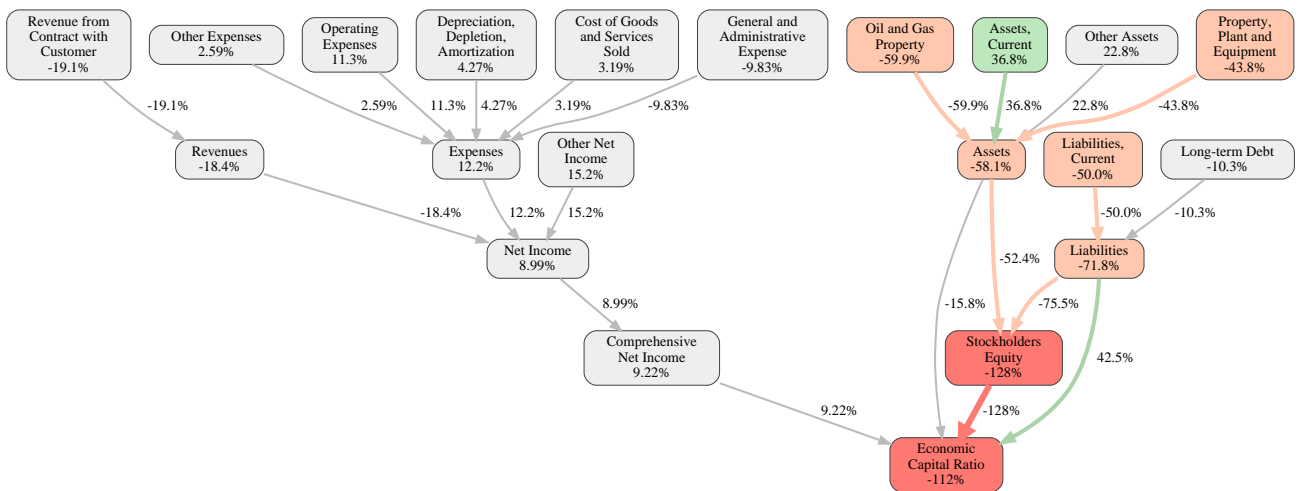 Revenue from
Contract with
Customer
-19.1%
Other Expenses
2.59%
Operating
Expenses
11.3%
Depreciation,
Depletion,
Amortization
4.27%
Cost of Goods
and Services
Sold
3.19%
General and
Administrative
Expense
-9.83%
Oil and Gas
Property
-59.9%
Assets,
Current
36.8%
Other Assets
22.8%
Property,
Plant and
Equipment
-43.8%
-19.1%
2.59%
11.3%
4.27%
3.19%
-9.83%
-59.9%
36.8%
22.8%
-43.8%
Revenues
-18.4%
Expenses
12.2%
Other Net
Income
15.2%
Assets
-58.1%
Liabilities,
Current
-50.0%
Long-term Debt
-10.3%
-18.4%
12.2%
15.2%
-50.0%
-10.3%
Net Income
8.99%
-52.4%
Liabilities
-71.8%
8.99%
-15.8%
-75.5%
Comprehensive
Net Income
9.22%
Stockholders
Equity
-128%
42.5%
9.22%
-128%
Economic
Capital Ratio
-112%